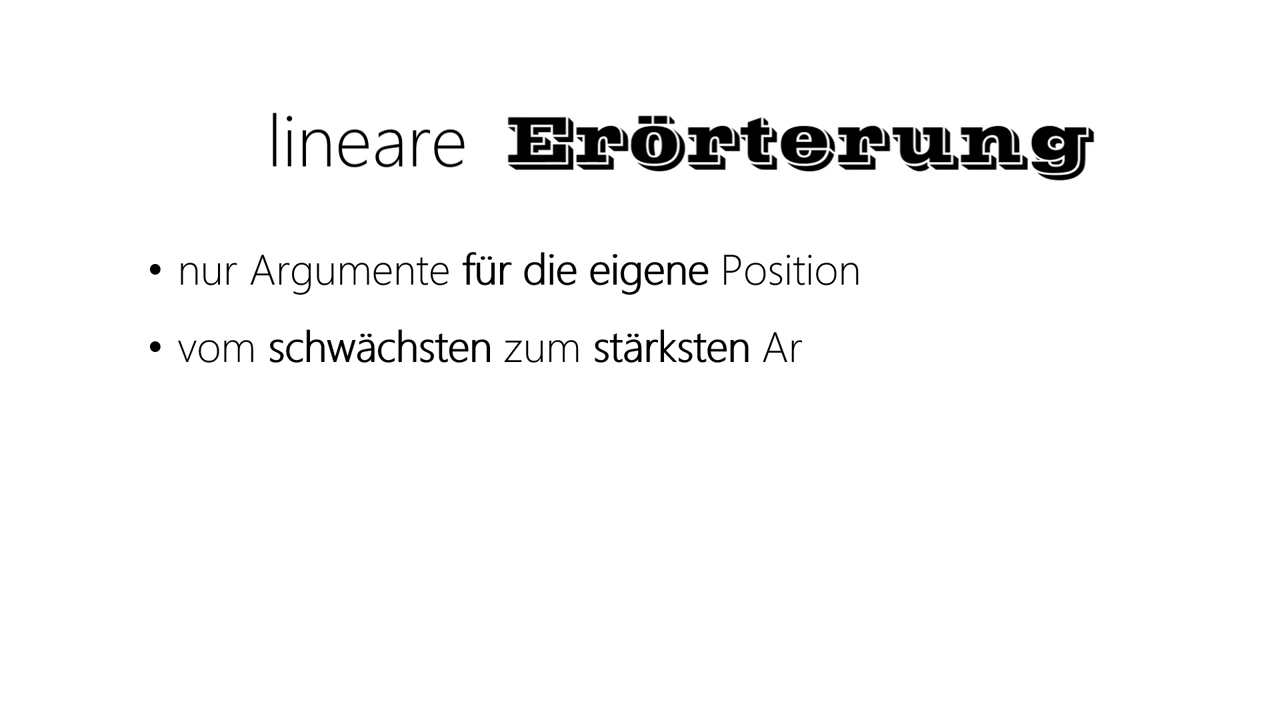 lineare Erörterung
• nur Argumente für die eigene Position
• vom schwächsten zum stärksten Ar